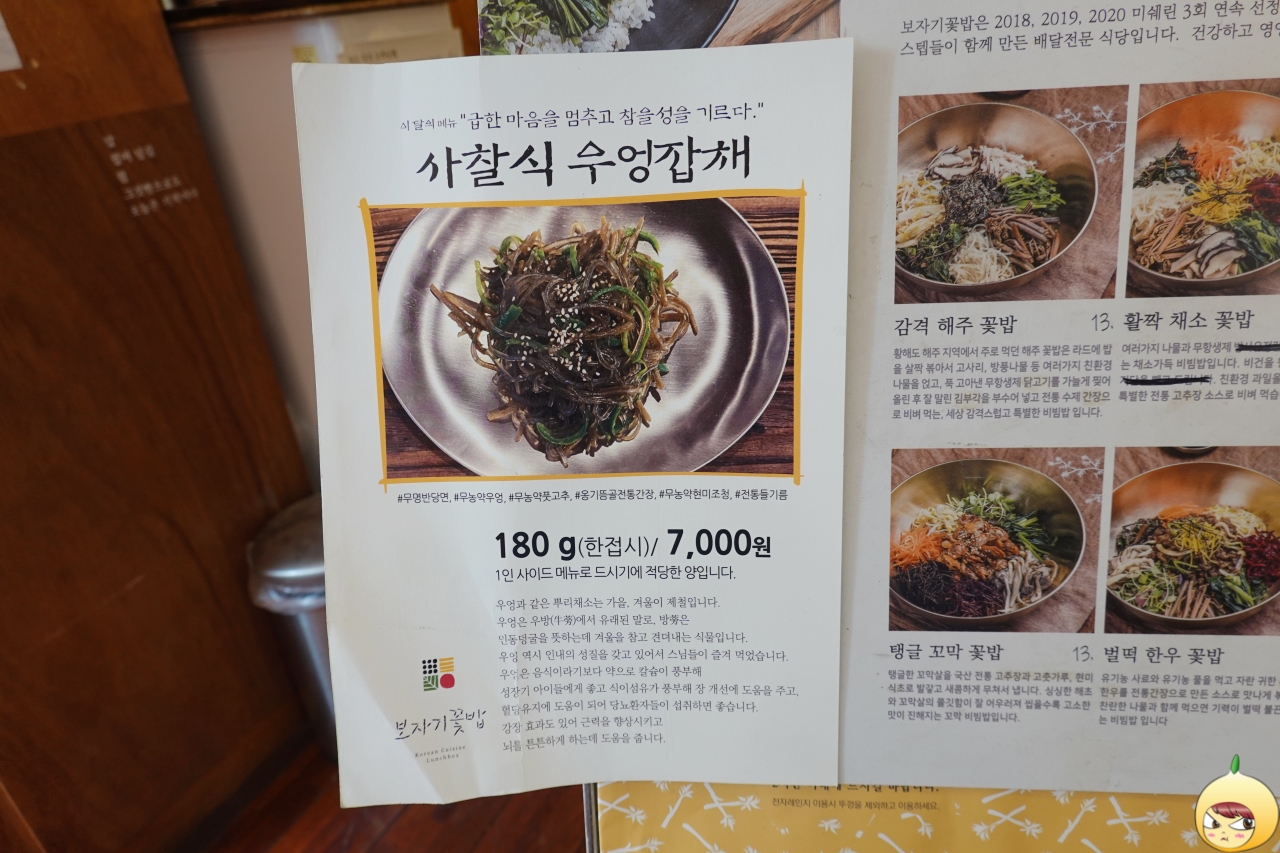 이 달의 메뉴 "급한 마음을 멈추고 참을성을 기르다."
사찰식 우엉잡채
#무명반당면, #무농약우엉, #무농약풋고추, #옹기뜸골전통간장, #무농약현미조청, #전통들기름
180 g(한접시)/ 7,000원
1인 사이드 메뉴로 드시기에 적당한 양입니다.
우엉과 같은 뿌리채소는 가을, 겨울이 제철입니다.
우엉은 우방(牛蒡)에서 유래된 말로, 방蒡은
인동덩굴을 뜻하는데 겨울을 참고 견뎌내는 식물입니다.
우엉 역시 인내의 성질을 갖고 있어서 스님들이 즐겨 먹었습니다.
우엉은 음식이라기보다 약으로 칼슘이 풍부해
성장기 아이들에게 좋고 식이섬유가 풍부해 장 개선에 도움을 주고,
혈당유지에 도움이 되어 당뇨환자들이 섭취하면 좋습니다.
강장 효과도 있어 근력을 향상시키고
뇌를 튼튼하게 하는데 도움을 줍니다.
보자기꽃밥
Korean Cuisine
Lunchbox
보자기꽃밥은 2018, 2019, 2020 미쉐린 3회 연속 선정
스텝들이 함께 만든 배달전문 식당입니다. 건강하고 영양
감격 해주 꽃밥
황해도 해주 지역에서 주로 먹던 해주 꽃밥은 라드에 밥
을 살짝 볶아서 고사리, 방풍나물 등 여러가지 친환경
나물을 얹고, 푹 고아낸 무항생제 닭고기를 가늘게 찢어
올린 후 잘 말린 김부각을 부수어 넣고 전통 수제 간장으
로 비벼 먹는, 세상 감격스럽고 특별한 비빔밥 입니다.
13. 활짝 채소 꽃밥
여러가지 나물과 무항생제
는 채소가득 비빔밥입니다. 비건을
친환경 과일을
특별한 전통 고추장 소스로 비벼 먹습
탱글 꼬막 꽃밥
탱글한 꼬막살을 국산 전통 고추장과 고춧가루, 현미
식초로 발갛고 새콤하게 무쳐서 냅니다. 싱싱한 해초
와 꼬막살의 쫄깃함이 잘 어우러져 씹을수록 고소한
맛이 진해지는 꼬막 비빔밥입니다.
13. 벌떡 한우 꽃밥
유기농 사료와 유기농 풀을 먹고 자란 귀한
한우를 전통간장으로 만든 소스로 맛나게
찬란한 나물과 함께 먹으면 기력이 벌떡
는 비빔밥 입니다
전자레인지 이용시 뚜껑을 제외하고 이용하세요.